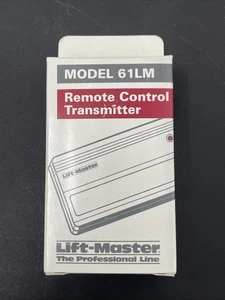 MODEL 61LM
Remote Control
Transmitter
Lift-Master
Lift-Master
The Professional Line